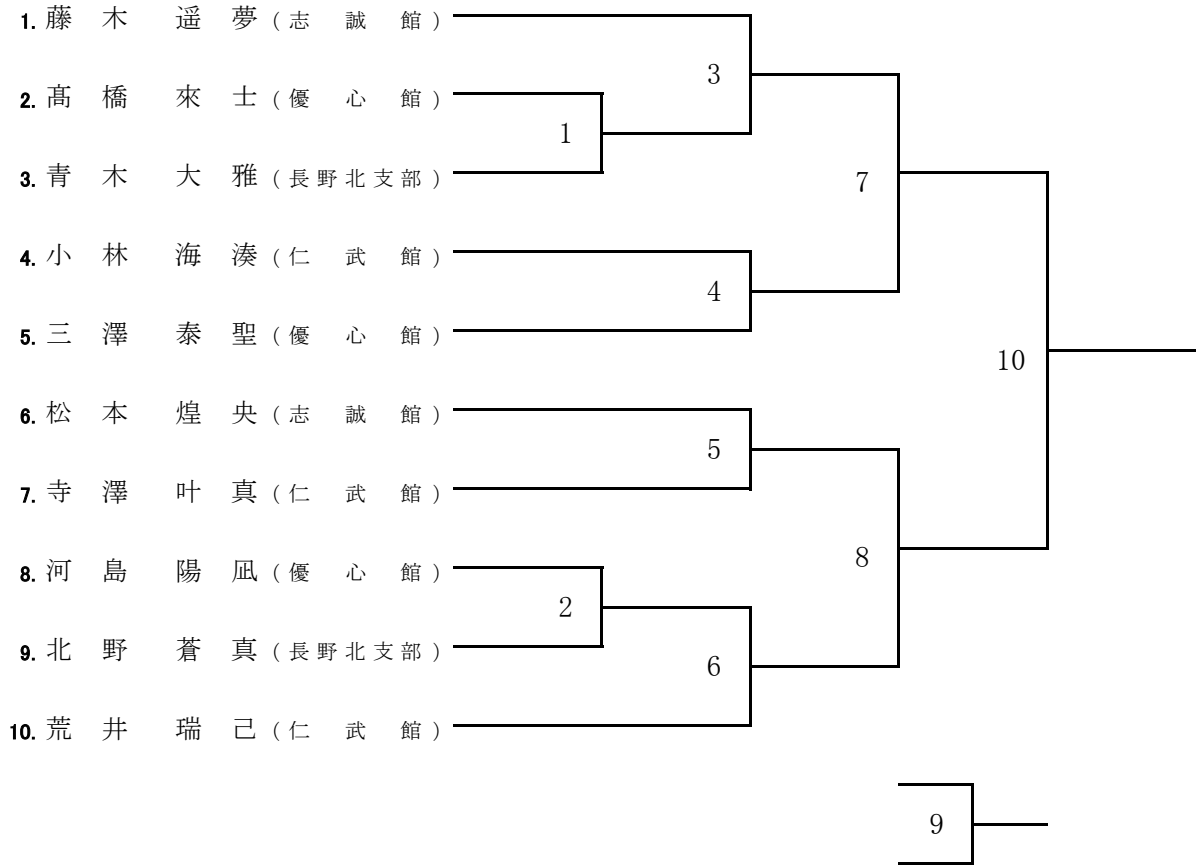 1. 藤木 遥夢 (志誠館)
3
2. 髙橋 來士 (優心館)
1
3. 青木 大雅 (長野北支部)
7
4. 小林 海湊 (仁武館)
4
5. 三澤 泰聖 (優心館)
10
6. 松本 煌央 (志誠館)
5
7. 寺澤 叶真 (仁武館)
8
8. 河島 陽凪 (優心館)
2
9. 北野 蒼真 (長野北支部)
6
10. 荒井 瑞己 (仁武館)
9